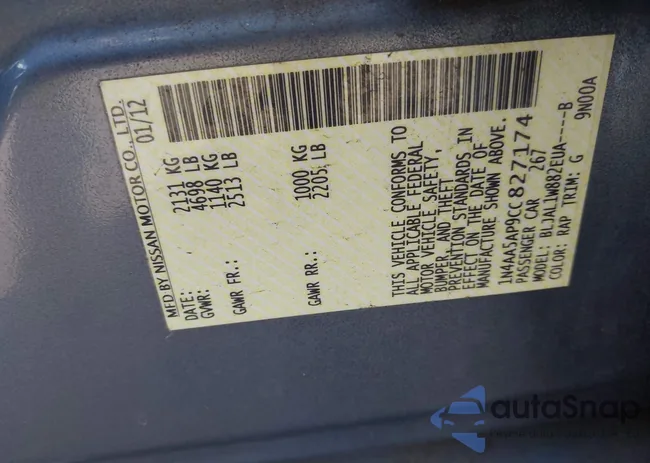 MFD BY NISSAN MOTOR CO., LTD.
DATE: 01/12
GVWR: 2131 KG
4698 LB
GAWR FR.: 1140 KG
2513 LB
GAWR RR.: 1000 KG
2205 LB
THIS VEHICLE CONFORMS TO
ALL APPLICABLE FEDERAL
MOTOR VEHICLE SAFETY,
BUMPER, AND THEFT
PREVENTION STANDARDS IN
EFFECT ON THE DATE OF
MANUFACTURE SHOWN ABOVE.
1N4AA5AP9CC827174
PASSENGER CAR 267
MODEL: BLJAL1W882EUA----B
COLOR: RAP TRIM: G 9N00A
autoSnap